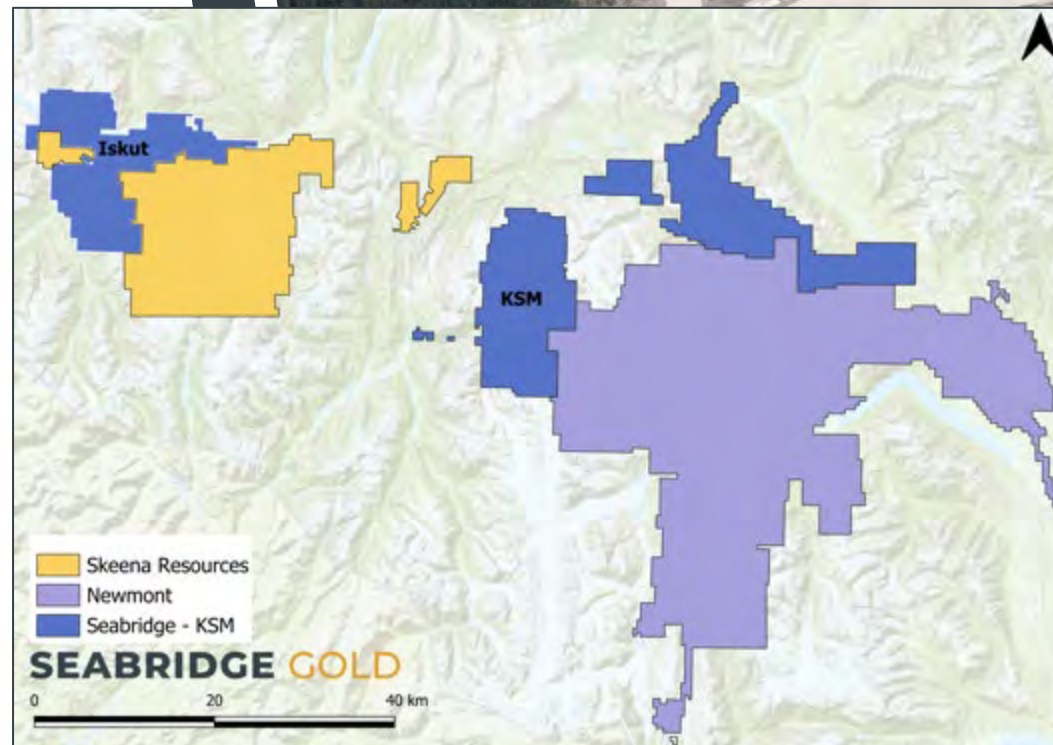 Iskut
KSM
Skeena Resources
Newmont
Seabridge - KSM
SEABRIDGE GOLD
0 20 40 km